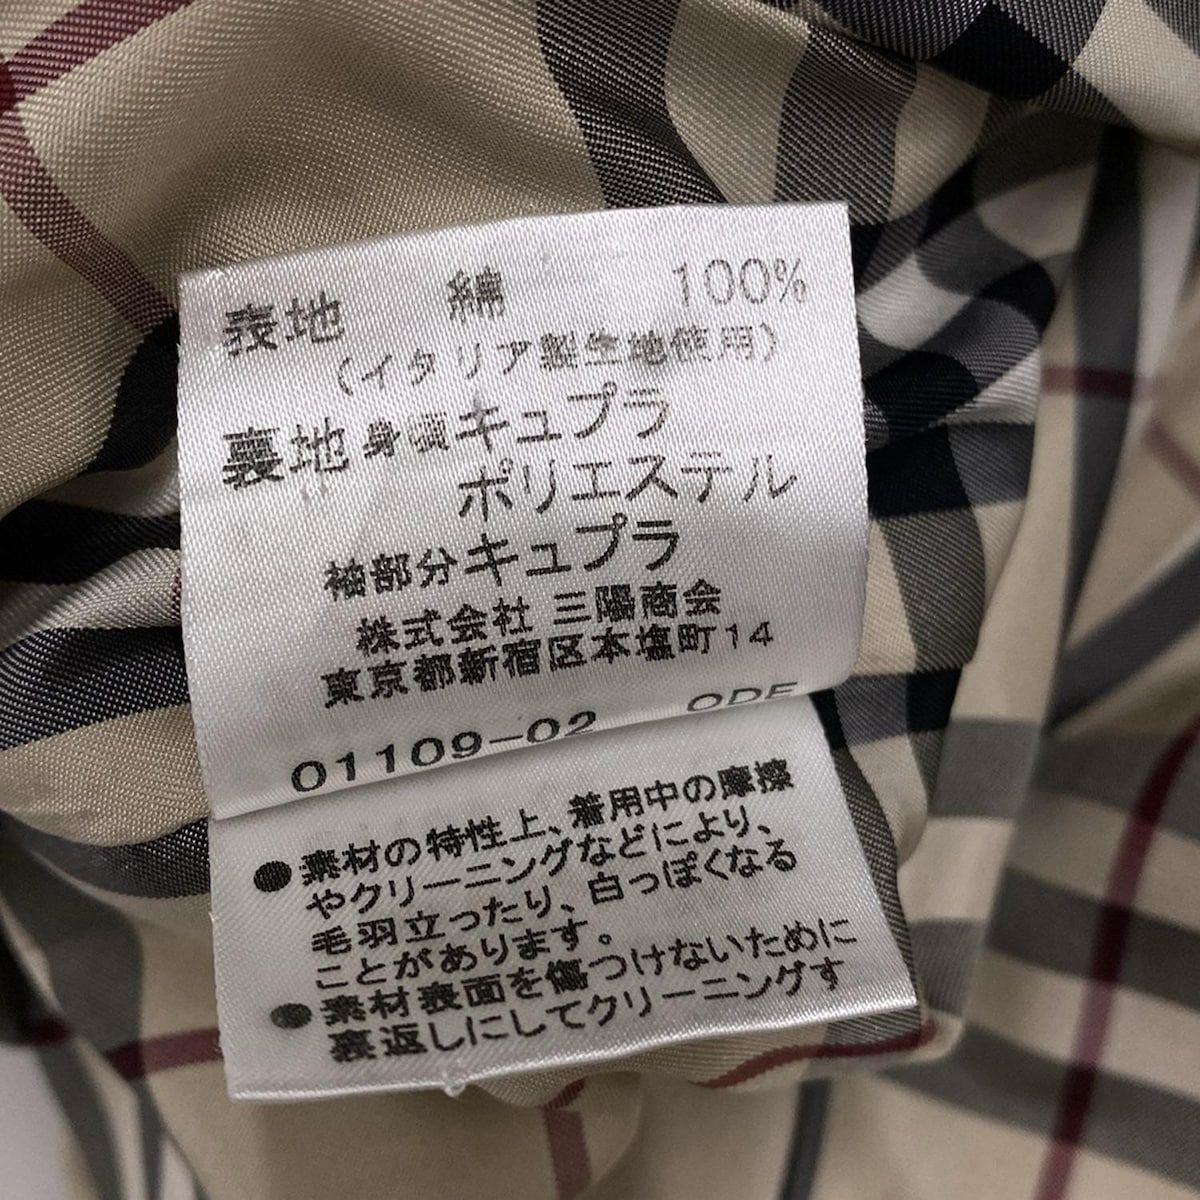 表地 綿 100%
(イタリア製生地使用)
裏地 身頃 キュプラ
ポリエステル
袖部分 キュプラ
株式会社 三陽商会
東京都新宿区本塩町14
01109-02 ODE
●素材の特性上、着用中の摩擦
やクリーニングなどにより、
毛羽立ったり、白っぽくなる
ことがあります。
●素材表面を傷つけないために
裏返しにしてクリーニングす